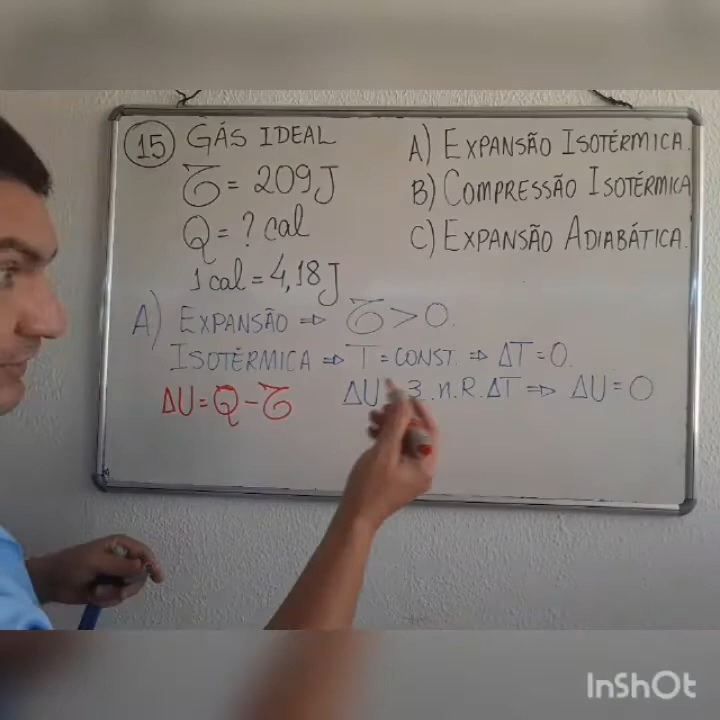 15 GÁS IDEAL
𝒯 = 209 J
Q = ? cal
1 cal = 4,18 J
A) EXPANSÃO ISOTÉRMICA.
B) COMPRESSÃO ISOTÉRMICA
C) EXPANSÃO ADIABÁTICA.
A) EXPANSÃO ⇒ 𝒯 > 0.
ISOTÉRMICA ⇒ T = CONST. ⇒ ΔT = 0.
ΔU = Q - 𝒯
ΔU 3 .n.R.ΔT ⇒ ΔU = 0
InShOt